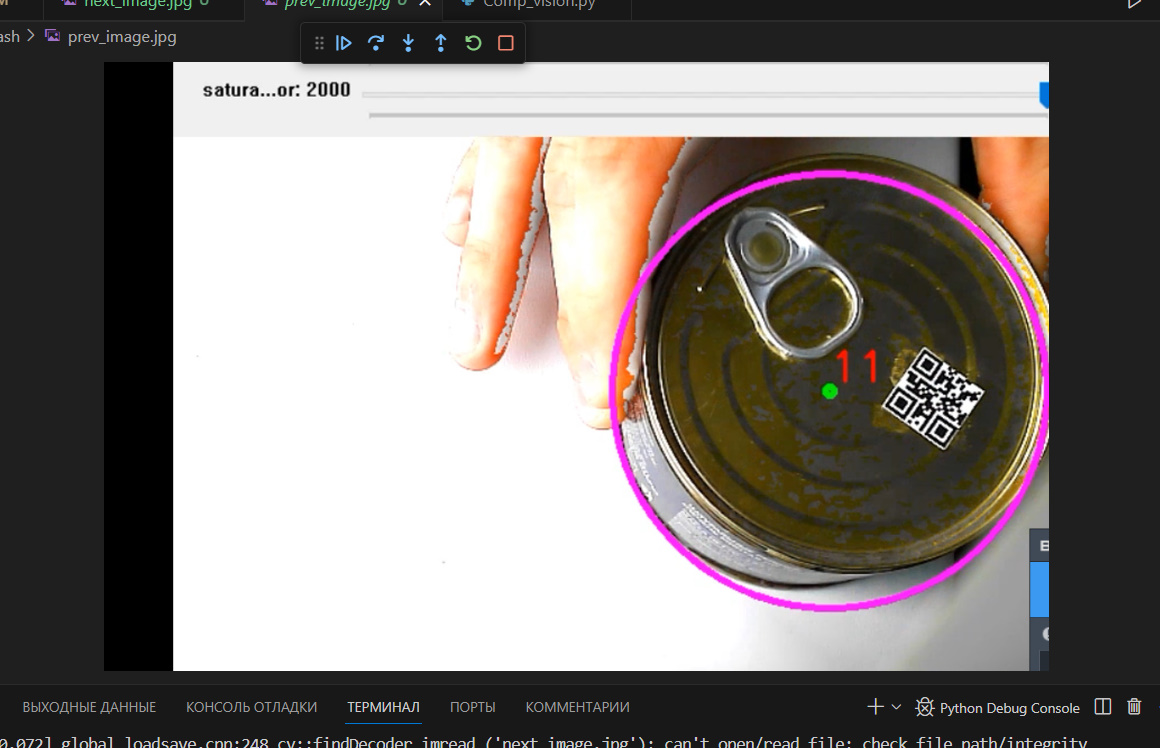 next_image.jpg U
prev_image.jpg U
Comp_vision.py
ash > prev_image.jpg
satura...or: 2000
11
ВЫХОДНЫЕ ДАННЫЕ КОНСОЛЬ ОТЛАДКИ ТЕРМИНАЛ ПОРТЫ КОММЕНТАРИИ
Python Debug Console
0.072] global loadsave.cpp:248 cv::findDecoder imread_('next_image.jpg'): can't open/read file: check file path/integrity